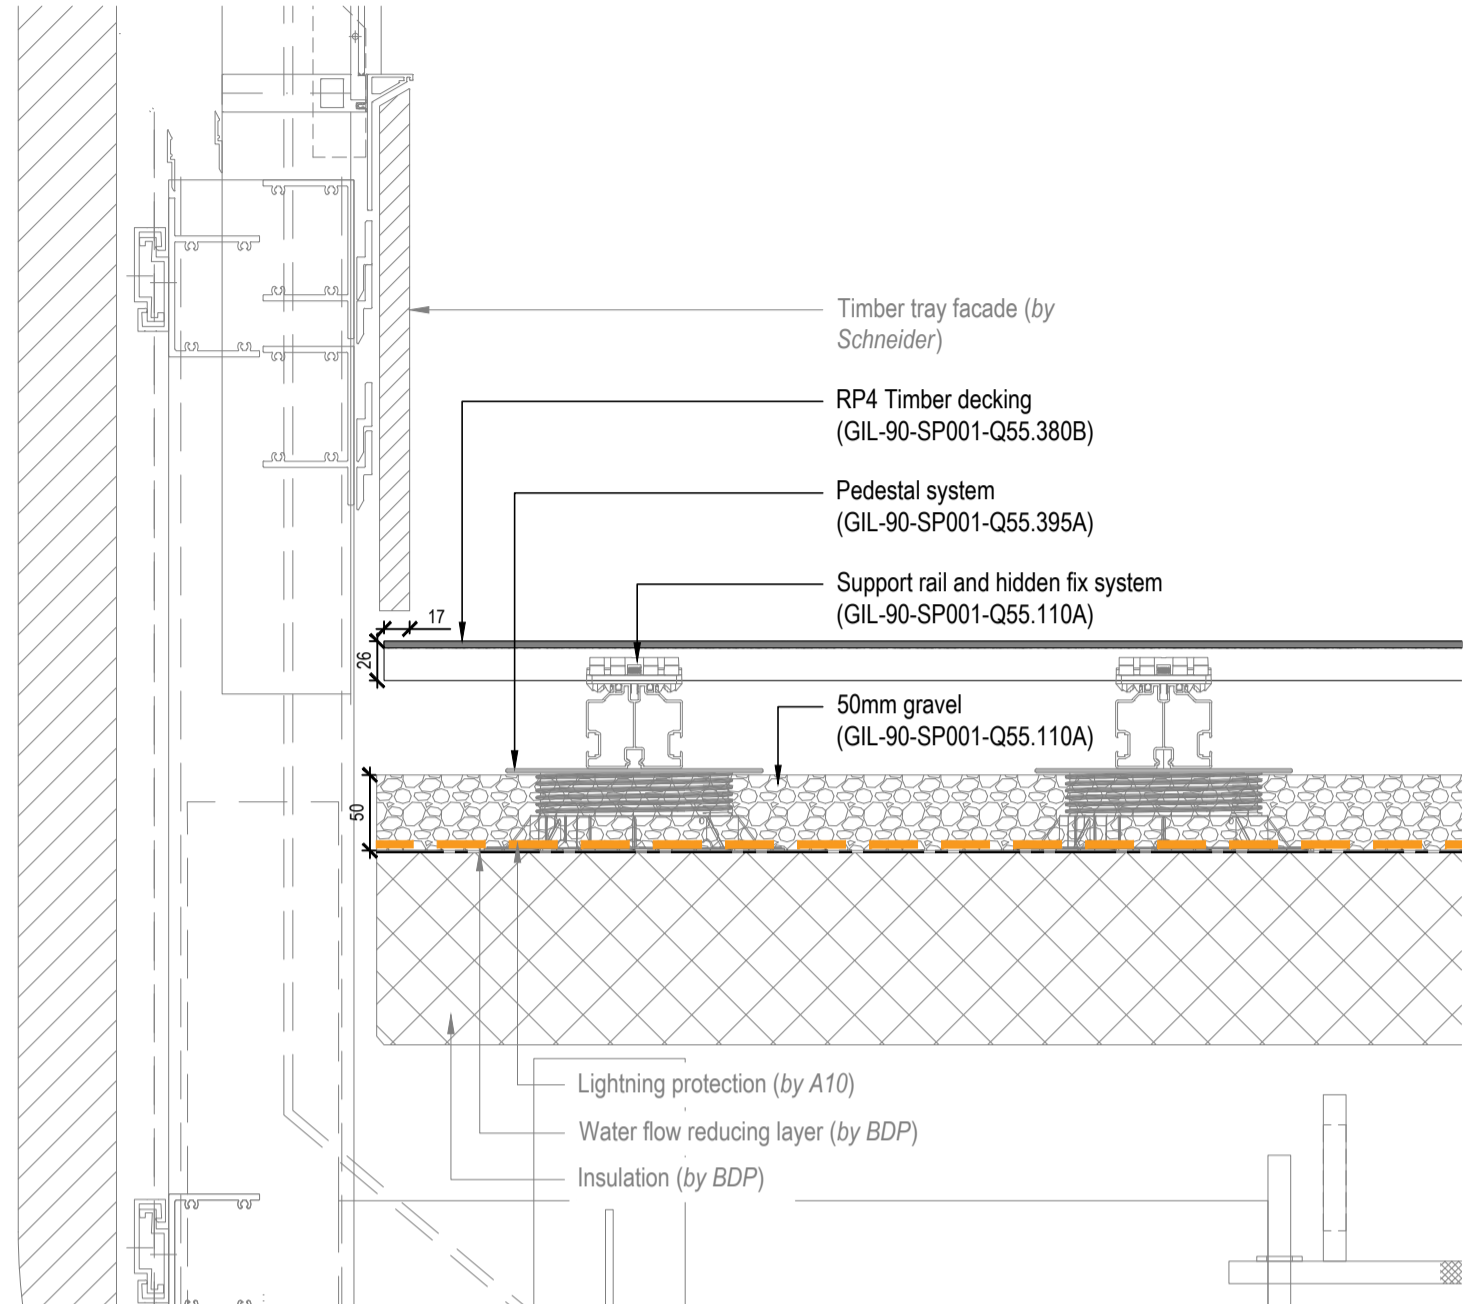 Timber tray facade (by
Schneider)
RP4 Timber decking
(GIL-90-SP001-Q55.380B)
Pedestal system
(GIL-90-SP001-Q55.395A)
Support rail and hidden fix system
(GIL-90-SP001-Q55.110A)
17
26
50mm gravel
(GIL-90-SP001-Q55.110A)
50
Lightning protection (by A10)
Water flow reducing layer (by BDP)
Insulation (by BDP)